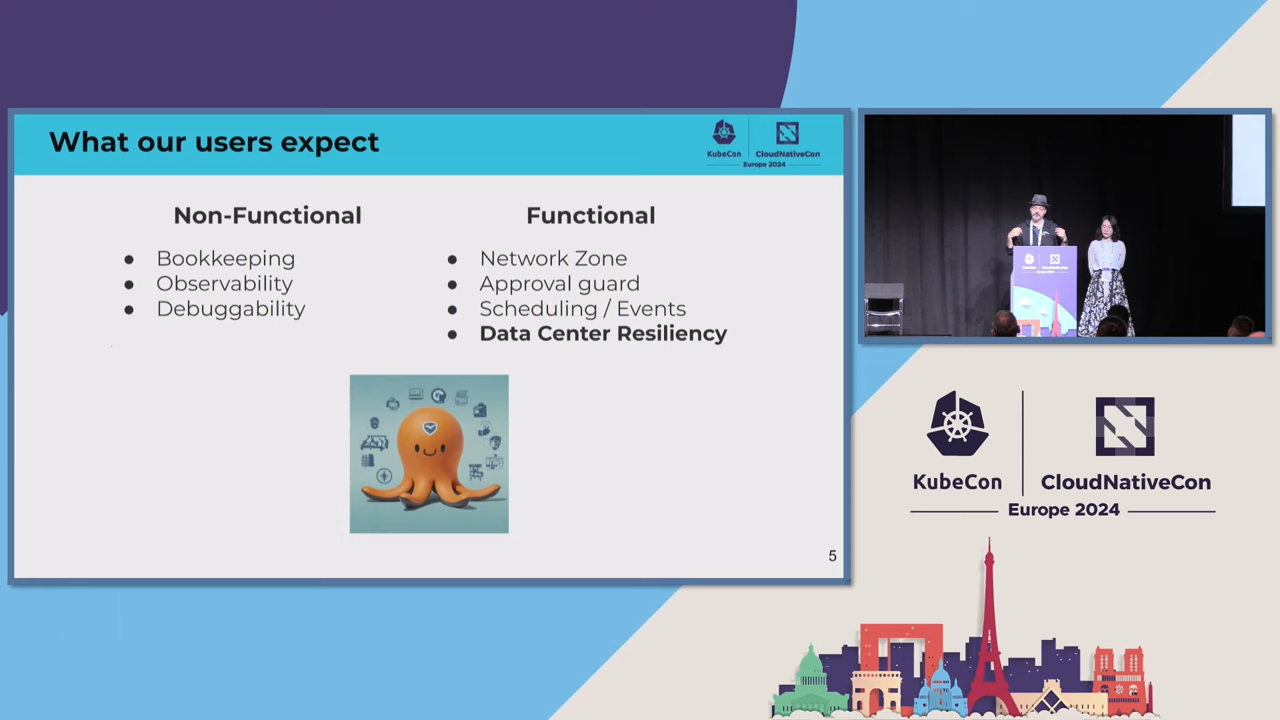 What our users expect
KubeCon
CloudNativeCon
Europe 2024
Non-Functional
● Bookkeeping
● Observability
● Debuggability
Functional
● Network Zone
● Approval guard
● Scheduling / Events
● Data Center Resiliency
5
KubeCon
CloudNativeCon
Europe 2024